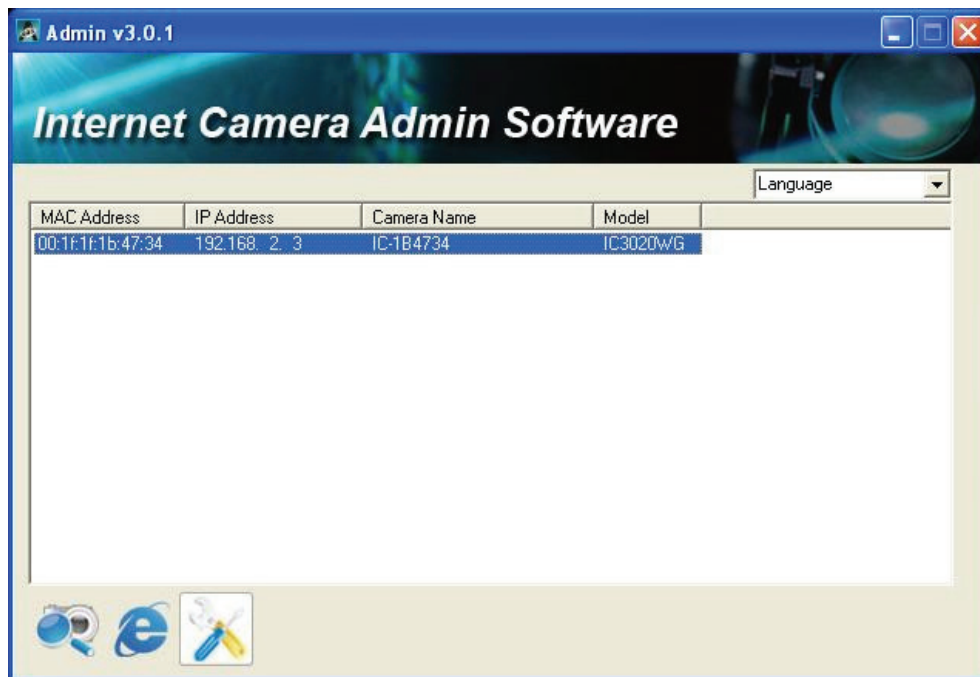 Admin v3.0.1
Internet Camera Admin Software
Language
MAC Address IP Address Camera Name Model
00:1f:1f:1b:47:34 192.168. 2. 3 IC-1B4734 IC3020WG